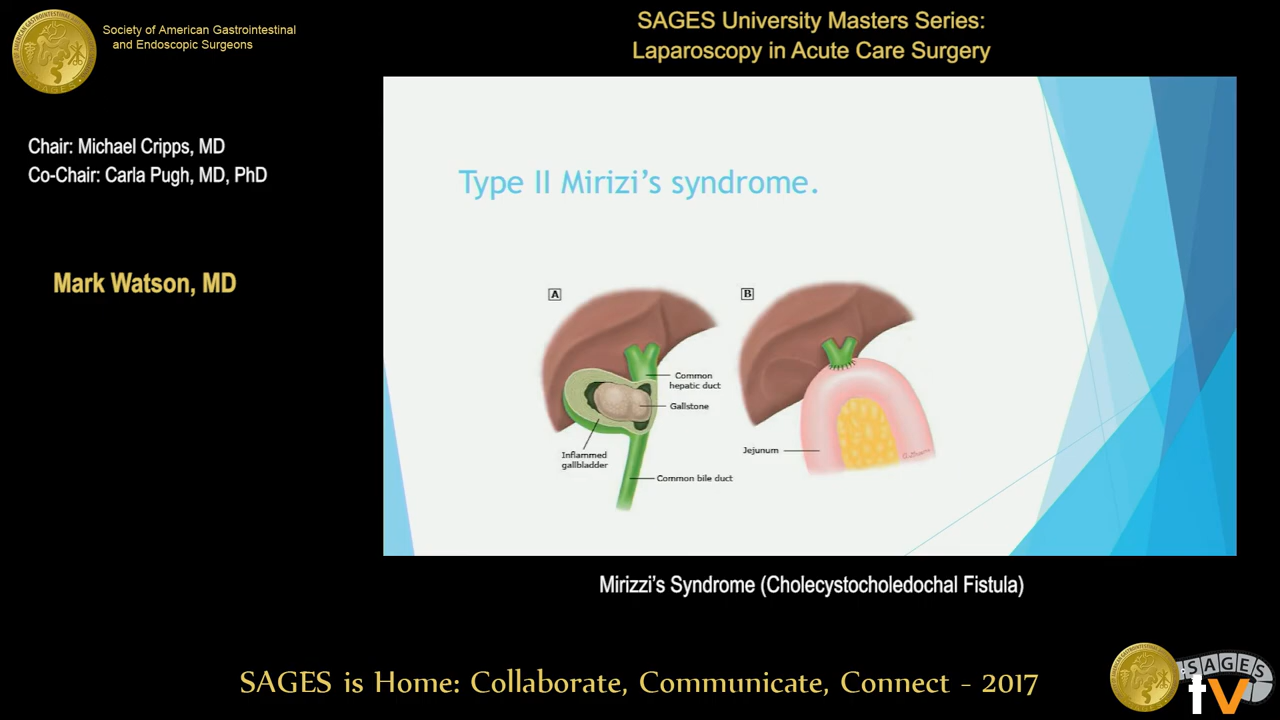 Society of American Gastrointestinal
and Endoscopic Surgeons
SAGES University Masters Series:
Laparoscopy in Acute Care Surgery
Chair: Michael Cripps, MD
Co-Chair: Carla Pugh, MD, PhD
Mark Watson, MD
Type II Mirizi’s syndrome.
A
B
Common
hepatic duct
Gallstone
Inflammed
gallbladder
Common bile duct
Jejunum
Mirizzi’s Syndrome (Cholecystocholedochal Fistula)
SAGES is Home: Collaborate, Communicate, Connect - 2017
SAGES
tv